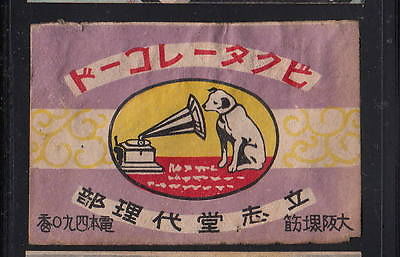 ビクターレコード
立志堂代理部
大阪堺筋
電本四九〇番